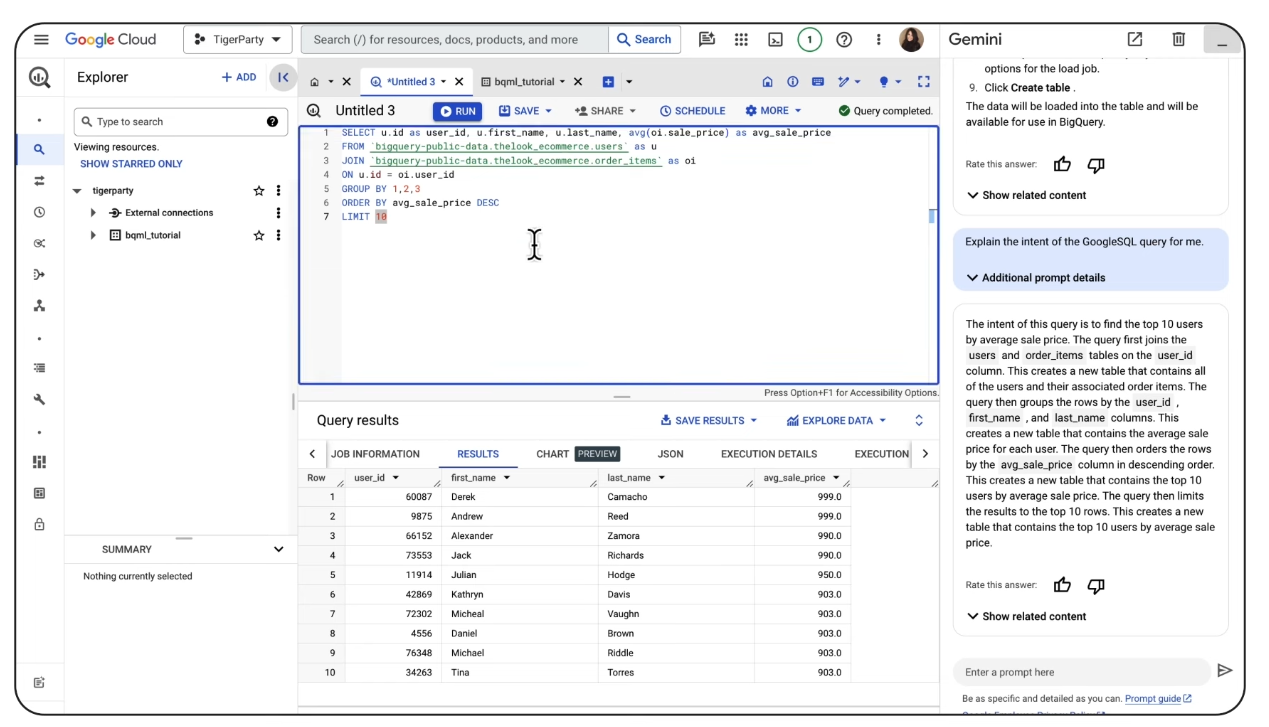 Google Cloud
TigerParty
Search (/) for resources, docs, products, and more
Search
1
Gemini
Explorer
+ ADD
*Untitled 3
bqml_tutorial
Untitled 3
RUN
SAVE
SHARE
SCHEDULE
MORE
Query completed.
Type to search
Viewing resources.
SHOW STARRED ONLY
tigerparty
External connections
bqml_tutorial
SUMMARY
Nothing currently selected
1 SELECT u.id as user_id, u.first_name, u.last_name, avg(oi.sale_price) as avg_sale_price
2 FROM `bigquery-public-data.thelook_ecommerce.users` as u
3 JOIN `bigquery-public-data.thelook_ecommerce.order_items` as oi
4 ON u.id = oi.user_id
5 GROUP BY 1,2,3
6 ORDER BY avg_sale_price DESC
7 LIMIT 10
Press Option+F1 for Accessibility Options.
Query results
SAVE RESULTS
EXPLORE DATA
JOB INFORMATION
RESULTS
CHART PREVIEW
JSON
EXECUTION DETAILS
EXECUTION
Row user_id first_name last_name avg_sale_price
1 60087 Derek Camacho 999.0
2 9875 Andrew Reed 999.0
3 66152 Alexander Zamora 990.0
4 73553 Jack Richards 990.0
5 11914 Julian Hodge 950.0
6 42869 Kathryn Davis 903.0
7 72302 Micheal Vaughn 903.0
8 4556 Daniel Brown 903.0
9 76348 Michael Riddle 903.0
10 34263 Tina Torres 903.0
options for the load job.
9. Click Create table .
The data will be loaded into the table and will be
available for use in BigQuery.
Rate this answer:
Show related content
Explain the intent of the GoogleSQL query for me.
Additional prompt details
The intent of this query is to find the top 10 users
by average sale price. The query first joins the
users and order_items tables on the user_id
column. This creates a new table that contains all
of the users and their associated order items. The
query then groups the rows by the user_id ,
first_name , and last_name columns. This
creates a new table that contains the average sale
price for each user. The query then orders the rows
by the avg_sale_price column in descending order.
This creates a new table that contains the top 10
users by average sale price. The query then limits
the results to the top 10 rows. This creates a new
table that contains the top 10 users by average sale
price.
Rate this answer:
Show related content
Enter a prompt here
Be as specific and detailed as you can. Prompt guide